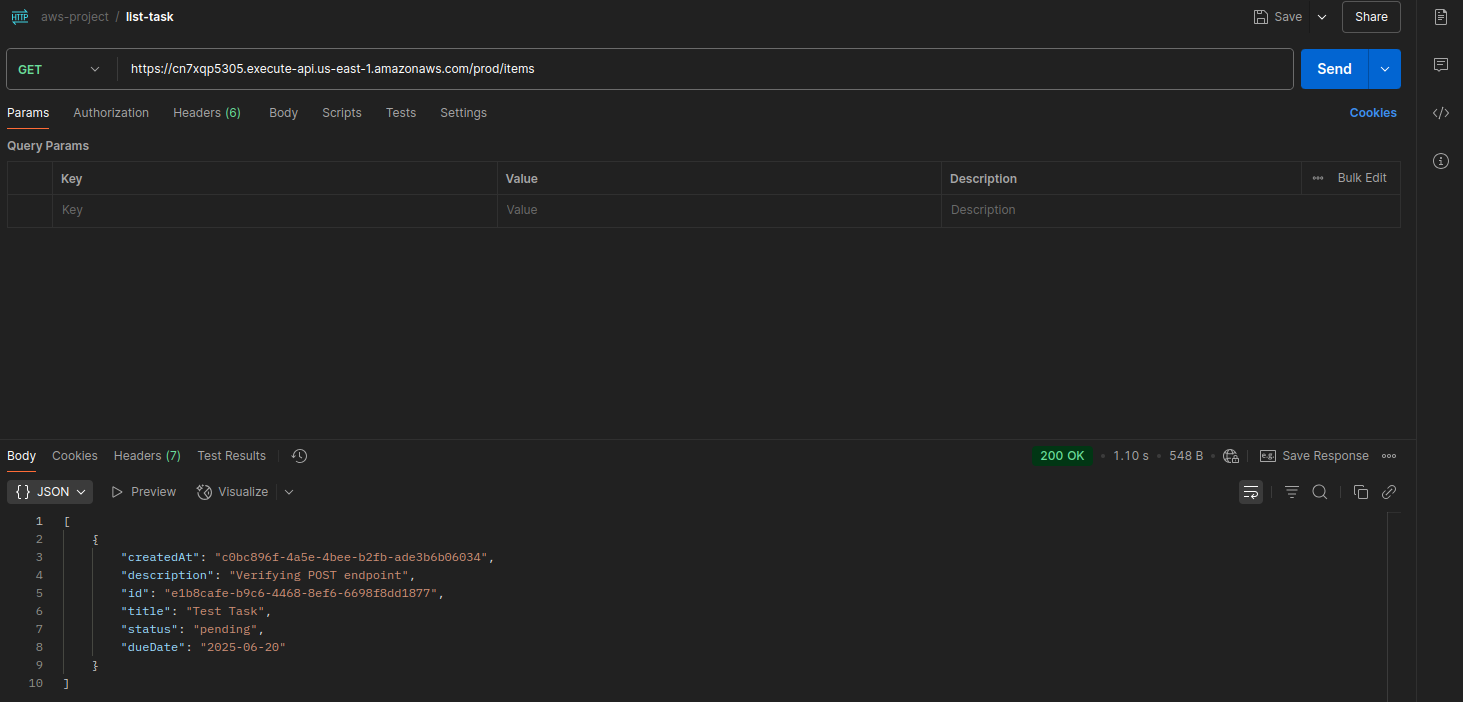 HTTP aws-project / list-task Save Share
GET https://cn7xqp5305.execute-api.us-east-1.amazonaws.com/prod/items Send
Params Authorization Headers (6) Body Scripts Tests Settings Cookies
Query Params
Key Value Description Bulk Edit
Key Value Description
Body Cookies Headers (7) Test Results 200 OK 1.10 s 548 B e.g. Save Response
{ } JSON Preview Visualize
1 [
2 {
3 "createdAt": "c0bc896f-4a5e-4bee-b2fb-ade3b6b06034",
4 "description": "Verifying POST endpoint",
5 "id": "e1b8cafe-b9c6-4468-8ef6-6698f8dd1877",
6 "title": "Test Task",
7 "status": "pending",
8 "dueDate": "2025-06-20"
9 }
10 ]